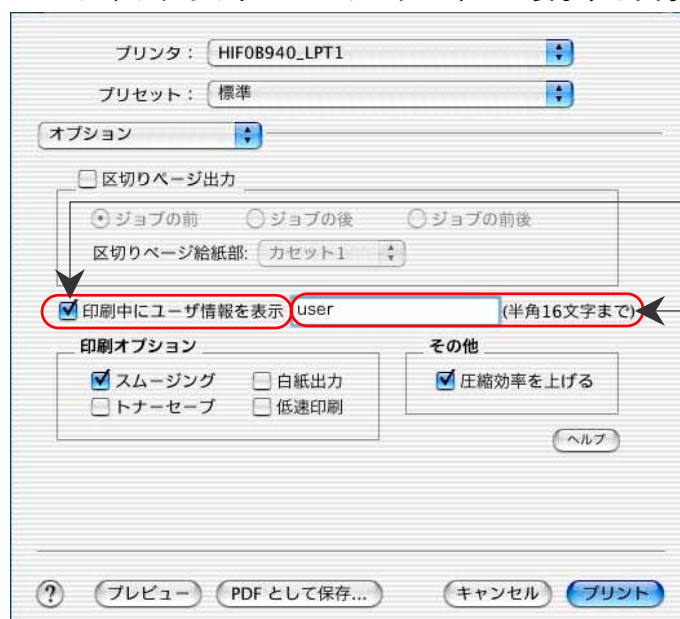 プリンタ： HIF0B940_LPT1
プリセット： 標準
オプション
区切りページ出力
ジョブの前 ジョブの後 ジョブの前後
区切りページ給紙部: カセット1
印刷中にユーザ情報を表示 user (半角16文字まで)
印刷オプション その他
スムージング 白紙出力 圧縮効率を上げる
トナーセーブ 低速印刷
ヘルプ
? プレビュー PDF として保存... キャンセル プリント